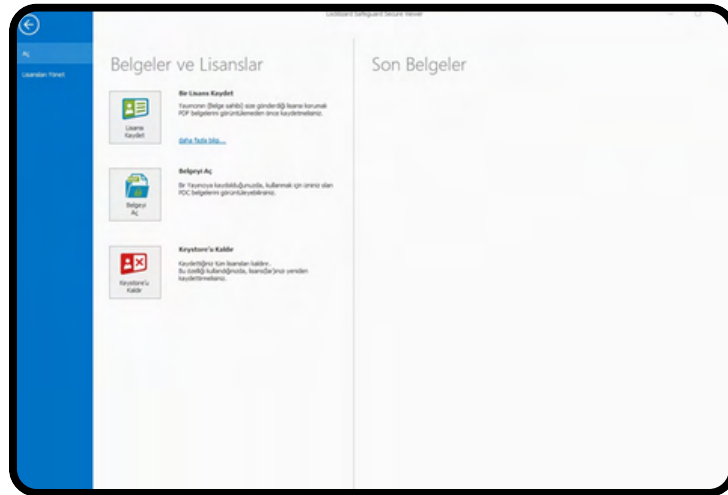 Locklizard Safeguard Secure Viewer
Aç
Lisansları Yönet
Belgeler ve Lisanslar
Son Belgeler
Lisans
Kaydet
Bir Lisans Kaydet
Yayıncının (Belge sahibi) size gönderdiği lisans korumalı
PDF belgelerini görüntülemeden önce kaydetmelisiniz.
daha fazla bilgi...
Belgeyi
Aç
Belgeyi Aç
Bir Yayıncıya kaydolduğunuzda, kullanmak için izniniz olan
PDC belgelerini görüntüleyebilirsiniz.
Keystore'u
Kaldır
Keystore'u Kaldır
Kaydettiğiniz tüm lisansları kaldırır.
Bu özelliği kullandığınızda, lisans(lar)ınızı yeniden
kaydettirmelisiniz.